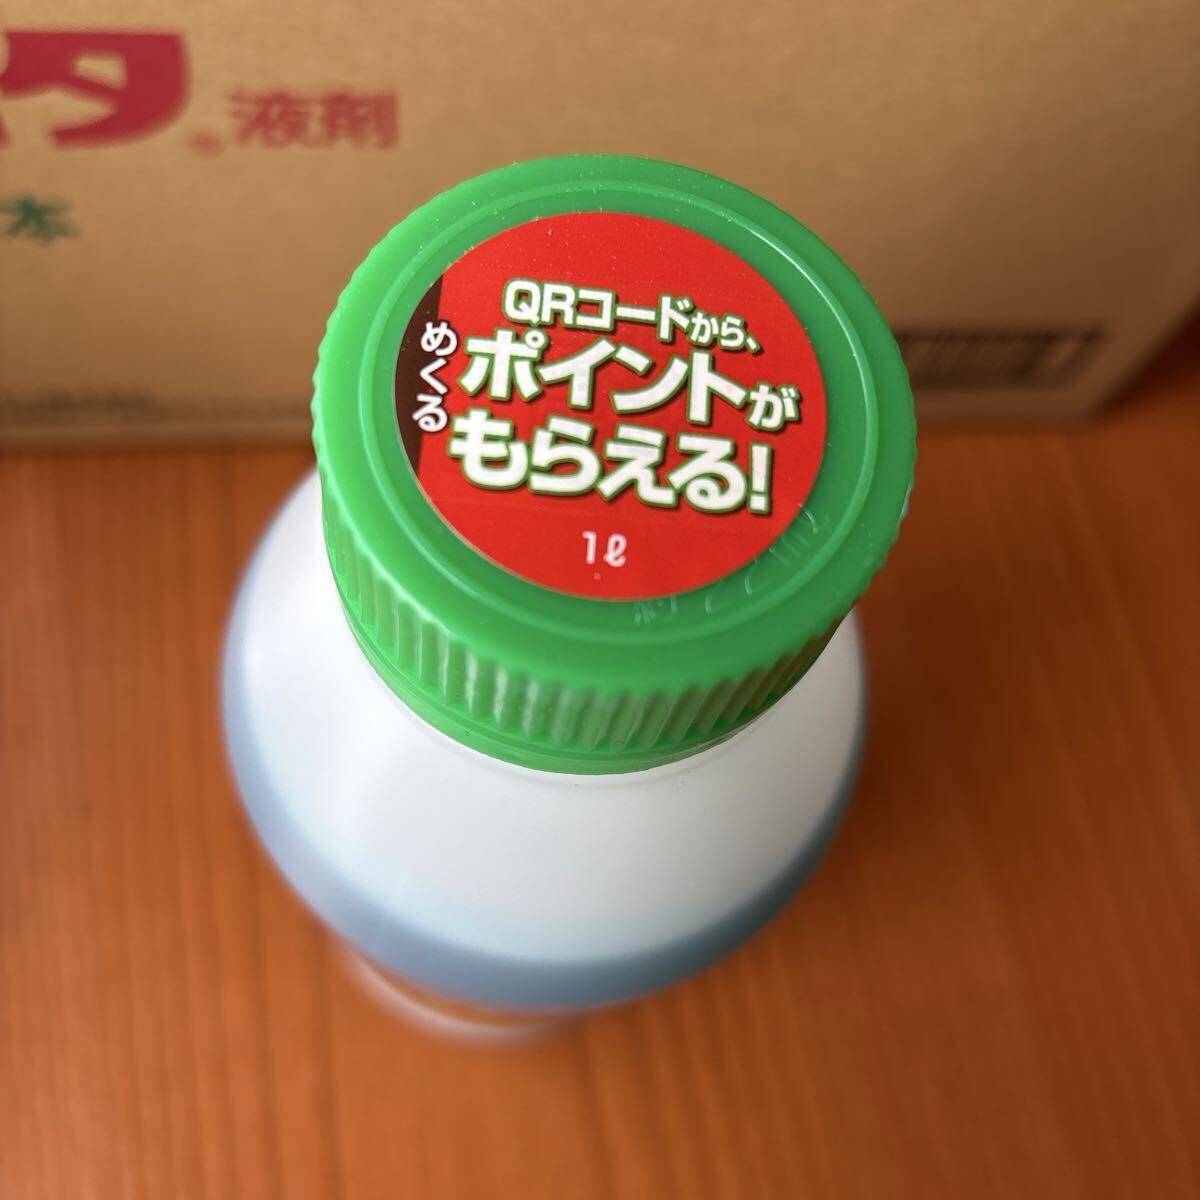 タ®液剤
本
QRコードから、
ポイントが
もらえる!
めくる
1ℓ